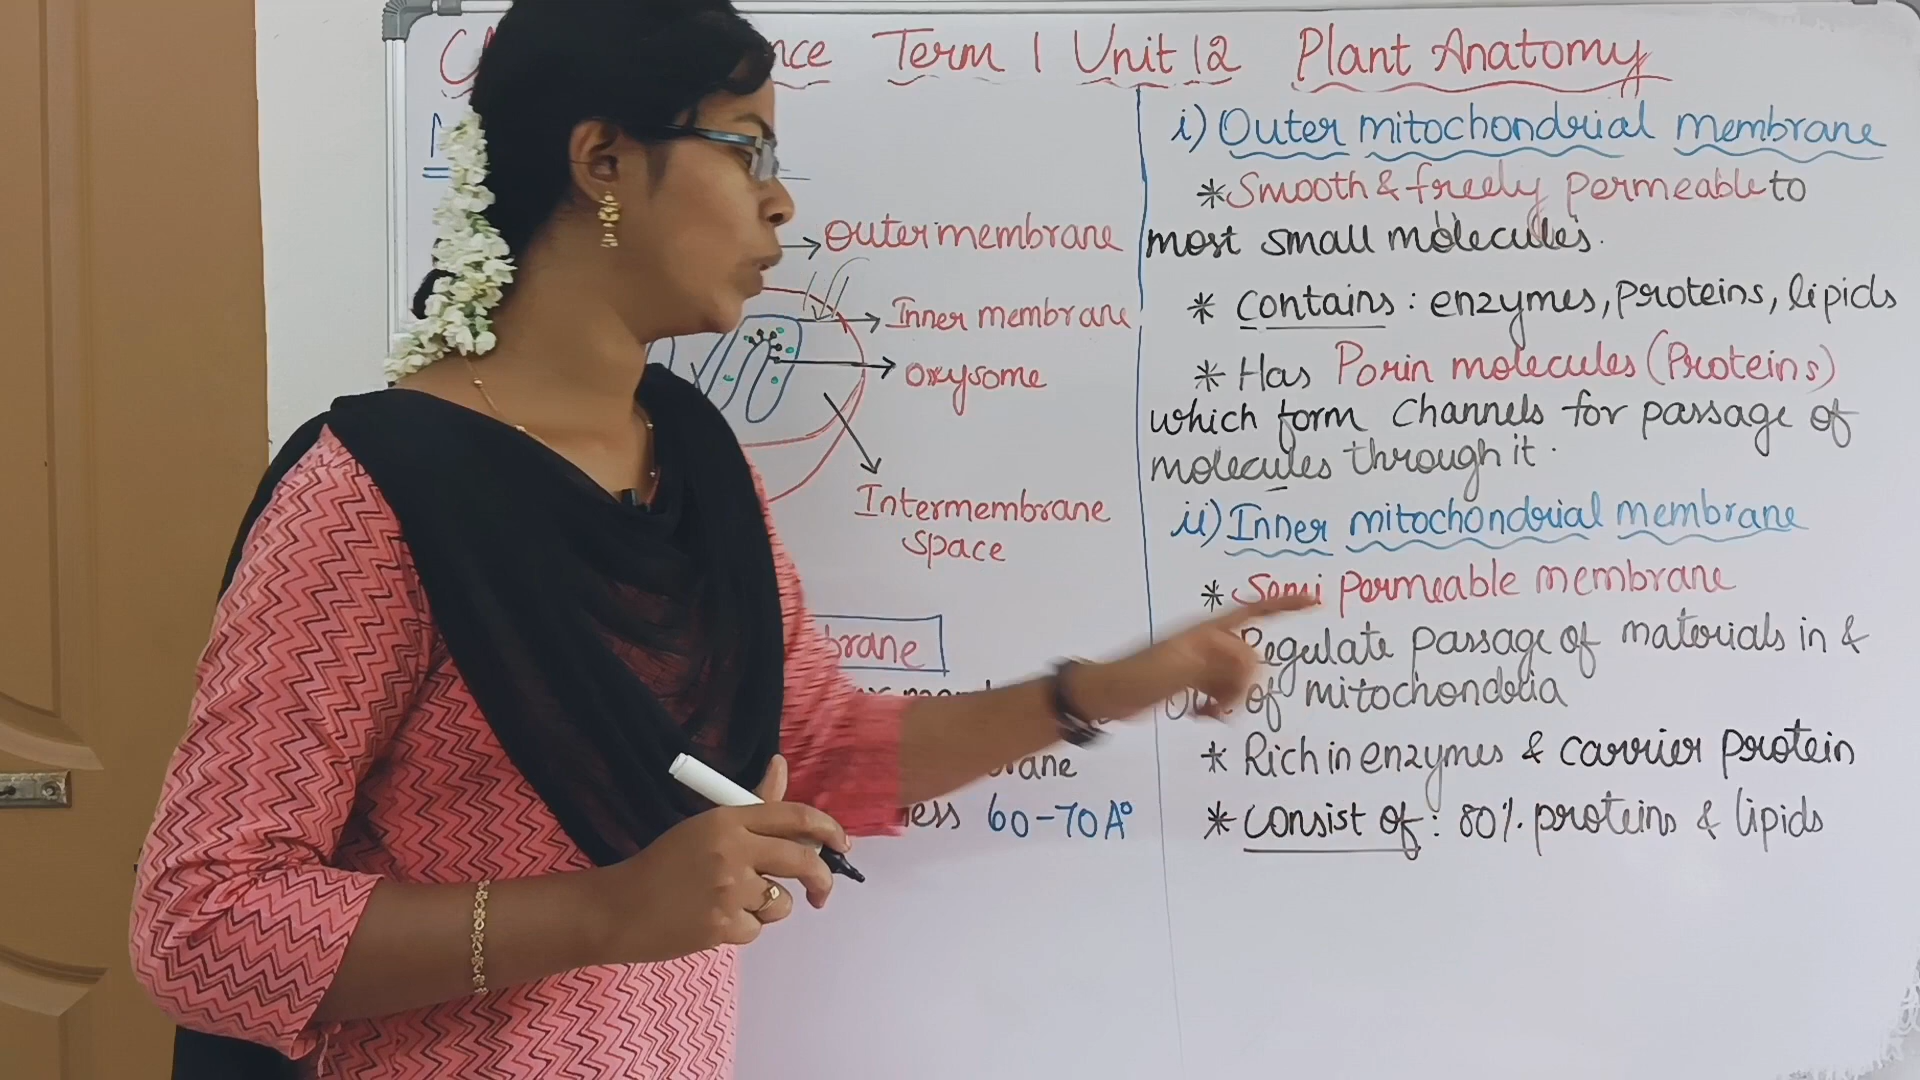 Term 1 Unit 12 Plant Anatomy
Outer membrane
Inner membrane
Oxysome
Intermembrane
space
60-70A°
i) Outer mitochondrial membrane
* Smooth & freely permeable to
most small molecules.
* Contains : enzymes, proteins, lipids
* Has Porin molecules (Proteins)
which form channels for passage of
molecules through it.
ii) Inner mitochondrial membrane
* Semi permeable membrane
Regulate passage of materials in &
of mitochondria
* Rich in enzymes & carrier protein
* Consist of : 80% proteins & lipids